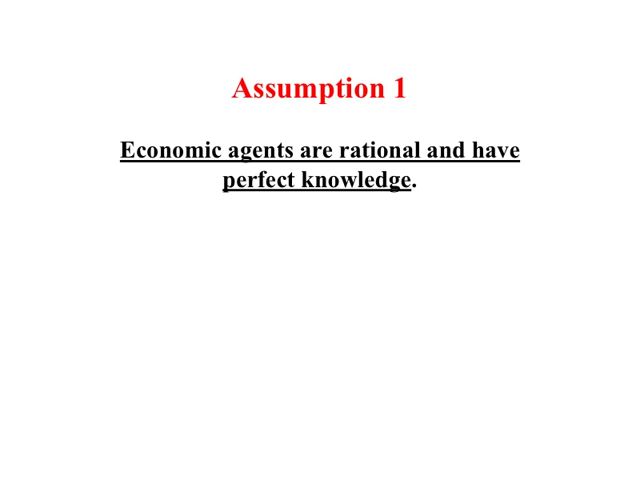 Assumption 1
Economic agents are rational and have
perfect knowledge.